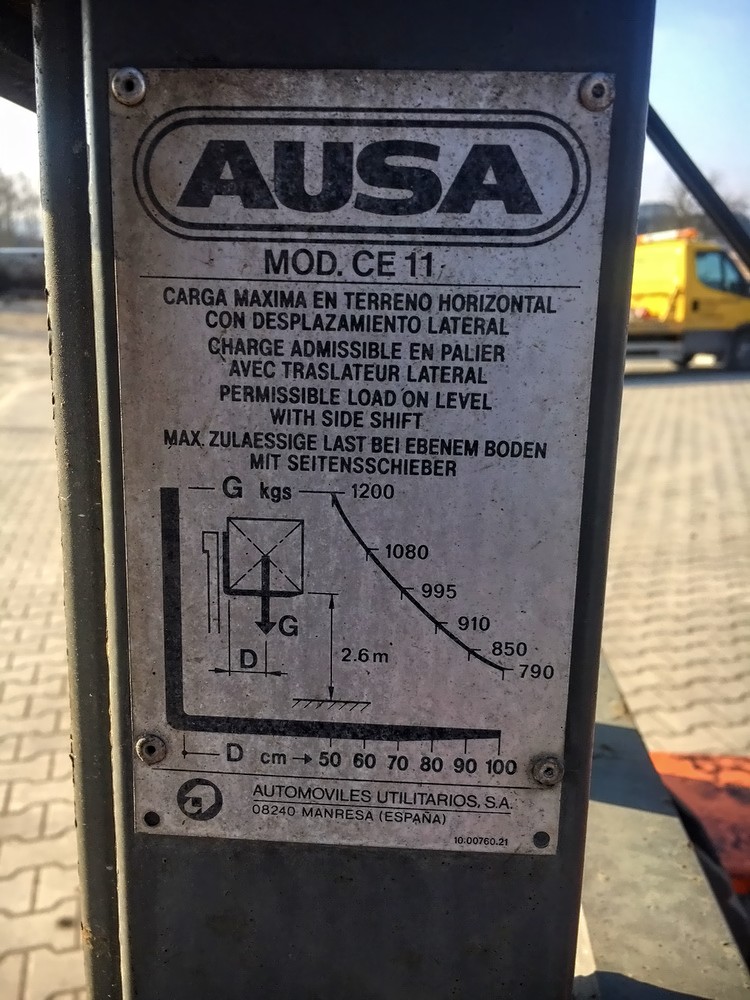 AUSA
MOD. CE 11
CARGA MAXIMA EN TERRENO HORIZONTAL
CON DESPLAZAMIENTO LATERAL
CHARGE ADMISSIBLE EN PALIER
AVEC TRASLATEUR LATERAL
PERMISSIBLE LOAD ON LEVEL
WITH SIDE SHIFT
MAX. ZULAESSIGE LAST BEI EBENEM BODEN
MIT SEITENSSCHIEBER
G kgs 1200
1080
995
910
850
790
G
D
2.6 m
D cm → 50 60 70 80 90 100
AUTOMOVILES UTILITARIOS, S.A.
08240 MANRESA (ESPAÑA)
10.00760.21